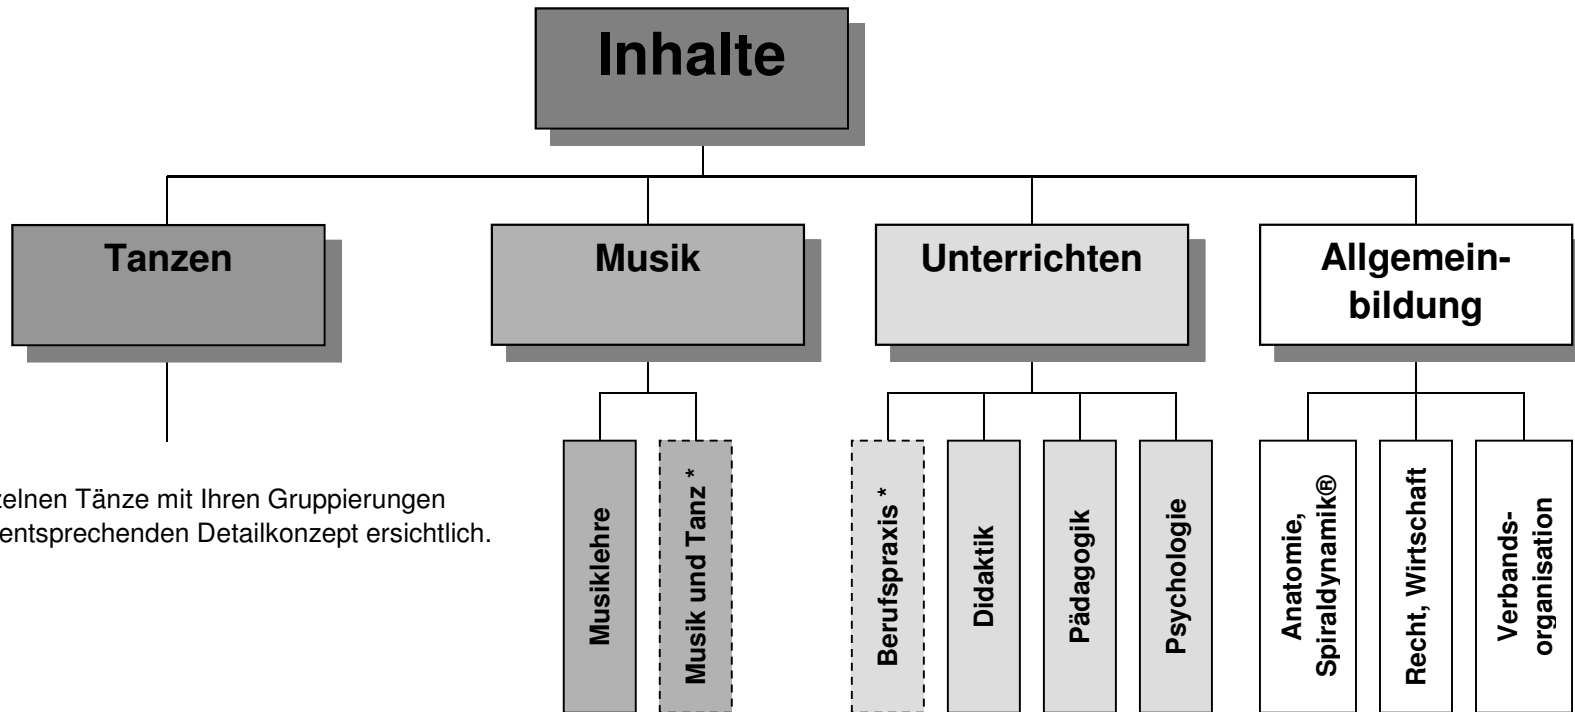 Inhalte
Tanzen
Musik
Unterrichten
Allgemein-
bildung
zelnen Tänze mit Ihren Gruppierungen
entsprechenden Detailkonzept ersichtlich.
Musiklehre
Musik und Tanz *
Berufspraxis *
Didaktik
Pädagogik
Psychologie
Anatomie,
Spiraldynamik®
Recht, Wirtschaft
Verbands-
organisation